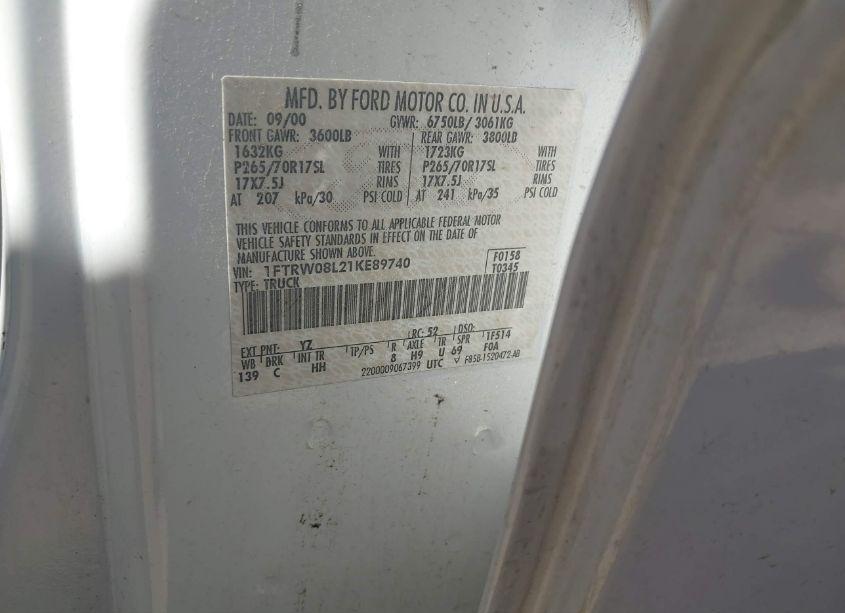 MFD. BY FORD MOTOR CO. IN U.S.A.
DATE: 09/00 GVWR: 6750LB/ 3061KG
FRONT GAWR: 3600LB REAR GAWR: 3800LB
1632KG WITH 1723KG WITH
P265/70R17SL TIRES P265/70R17SL TIRES
17X7.5J RIMS 17X7.5J RIMS
AT 207 kPa/30 PSI COLD AT 241 kPa/35 PSI COLD
THIS VEHICLE CONFORMS TO ALL APPLICABLE FEDERAL MOTOR
VEHICLE SAFETY STANDARDS IN EFFECT ON THE DATE OF
MANUFACTURE SHOWN ABOVE.
VIN: 1FTRW08L21KE89740 F0158
TYPE: TRUCK T0345
EXT PNT: YZ RC: 52 DSO:
WB BRK INT TR TP/PS R AXLE TR SPR 1F514
139 C HH 8 H9 U 69 F0A
2200009067399 UTC F85B-1520472-AB